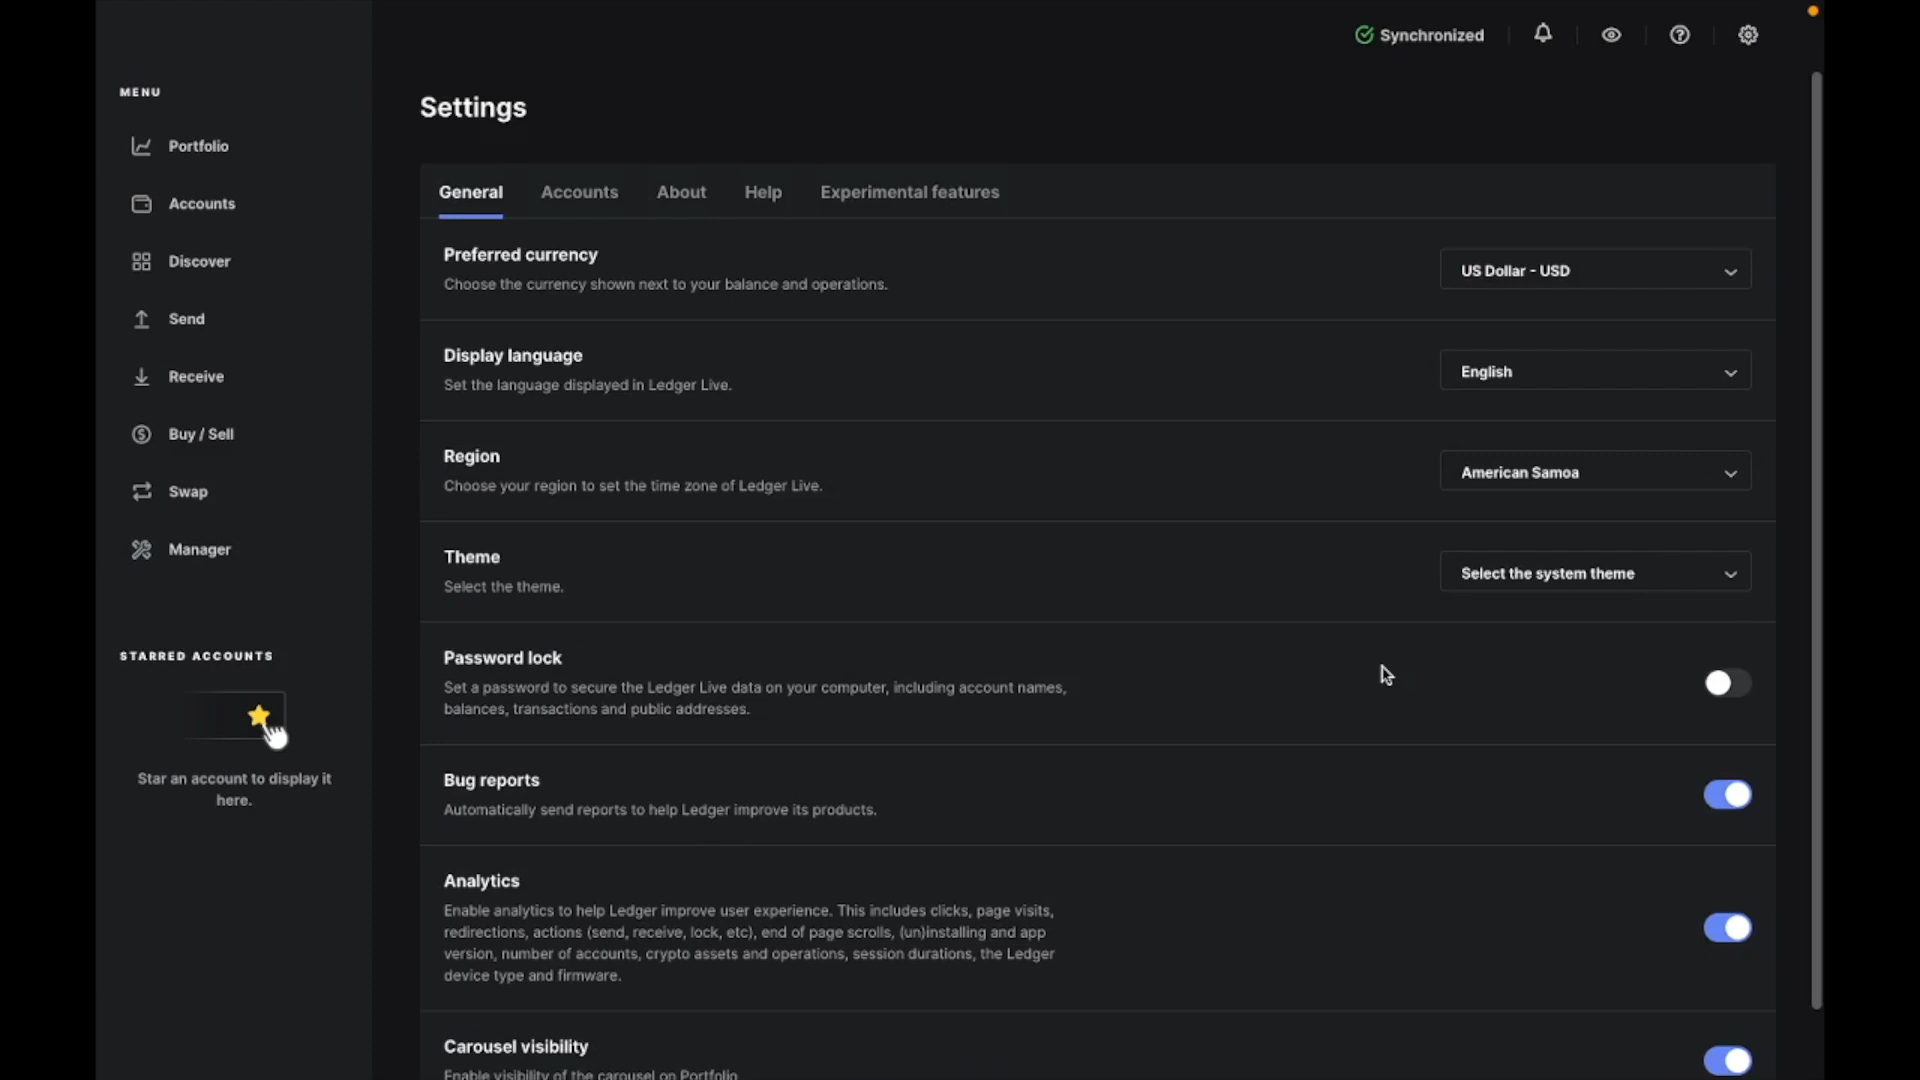 Synchronized
MENU
Portfolio
Accounts
Discover
Send
Receive
Buy / Sell
Swap
Manager
STARRED ACCOUNTS
Star an account to display it
here.
Settings
General
Accounts
About
Help
Experimental features
Preferred currency
Choose the currency shown next to your balance and operations.
US Dollar - USD
Display language
Set the language displayed in Ledger Live.
English
Region
Choose your region to set the time zone of Ledger Live.
American Samoa
Theme
Select the theme.
Select the system theme
Password lock
Set a password to secure the Ledger Live data on your computer, including account names,
balances, transactions and public addresses.
Bug reports
Automatically send reports to help Ledger improve its products.
Analytics
Enable analytics to help Ledger improve user experience. This includes clicks, page visits,
redirections, actions (send, receive, lock, etc), end of page scrolls, (un)installing and app
version, number of accounts, crypto assets and operations, session durations, the Ledger
device type and firmware.
Carousel visibility
Enable visibility of the carousel on Portfolio